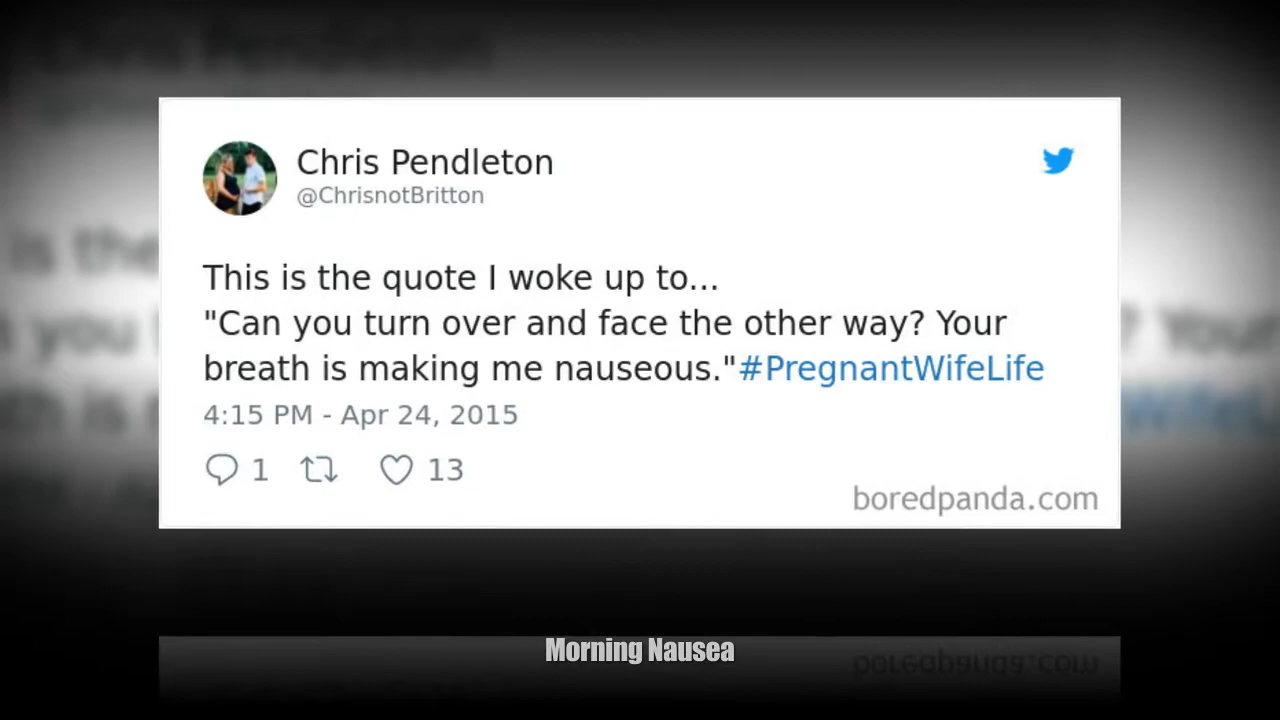 Chris Pendleton
@ChrisnotBritton
This is the quote I woke up to...
"Can you turn over and face the other way? Your
breath is making me nauseous."#PregnantWifeLife
4:15 PM - Apr 24, 2015
1 13
boredpanda.com
Morning Nausea